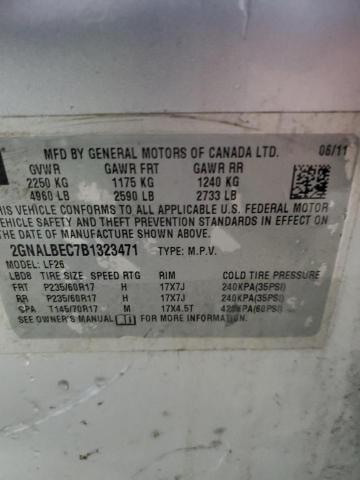 MFD BY GENERAL MOTORS OF CANADA LTD. 06/11
GVWR GAWR FRT GAWR RR
2250 KG 1175 KG 1240 KG
4960 LB 2590 LB 2733 LB
THIS VEHICLE CONFORMS TO ALL APPLICABLE U.S. FEDERAL MOTOR
VEHICLE SAFETY AND THEFT PREVENTION STANDARDS IN EFFECT ON
THE DATE OF MANUFACTURE SHOWN ABOVE.
2GNALBEC7B1323471 TYPE: M.P.V.
MODEL: LF26
LBD8 TIRE SIZE SPEED RTG RIM COLD TIRE PRESSURE
FRT P235/60R17 H 17X7J 240KPA(35PSI)
RR P235/60R17 H 17X7J 240KPA(35PSI)
SPA T145/70R17 M 17X4.5T 420KPA(60PSI)
SEE OWNER'S MANUAL FOR MORE INFORMATION.